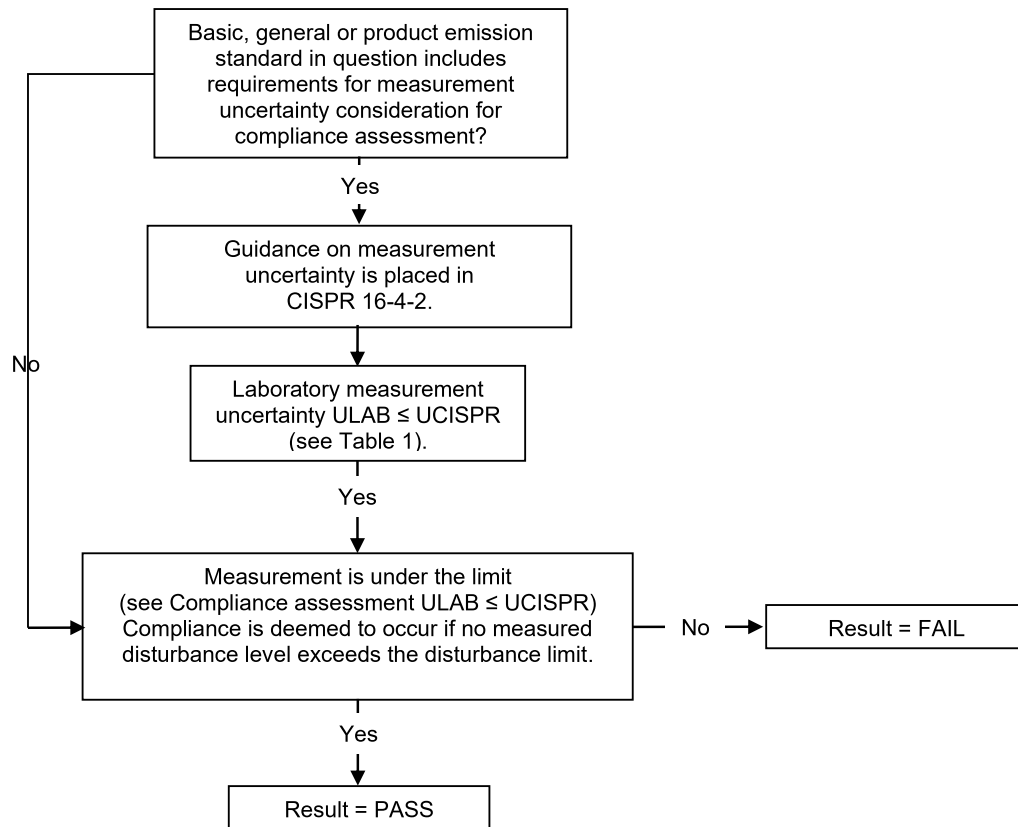 Basic, general or product emission
standard in question includes
requirements for measurement
uncertainty consideration for
compliance assessment?
Yes
Guidance on measurement
uncertainty is placed in
CISPR 16-4-2.
No
Laboratory measurement
uncertainty ULAB ≤ UCISPR
(see Table 1).
Yes
Measurement is under the limit
(see Compliance assessment ULAB ≤ UCISPR)
Compliance is deemed to occur if no measured
disturbance level exceeds the disturbance limit.
No
Result = FAIL
Yes
Result = PASS